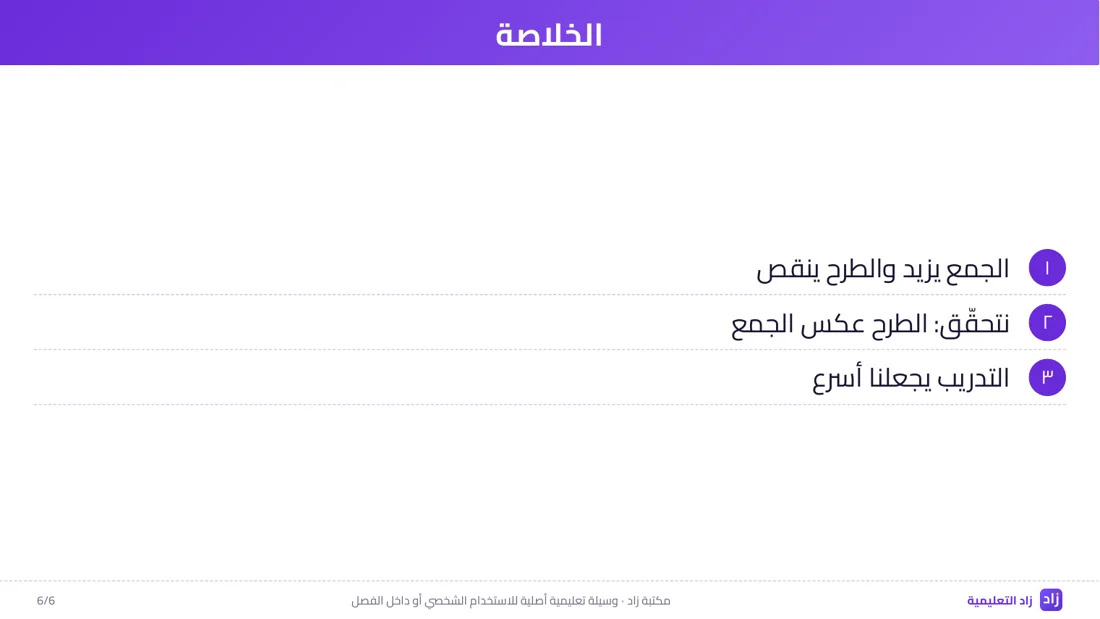 الخلاصة
١ الجمع يزيد والطرح ينقص
٢ نتحقّق: الطرح عكس الجمع
٣ التدريب يجعلنا أسرع
زاد زاد التعليمية
مكتبة زاد · وسيلة تعليمية أصلية للاستخدام الشخصي أو داخل الفصل
6/6